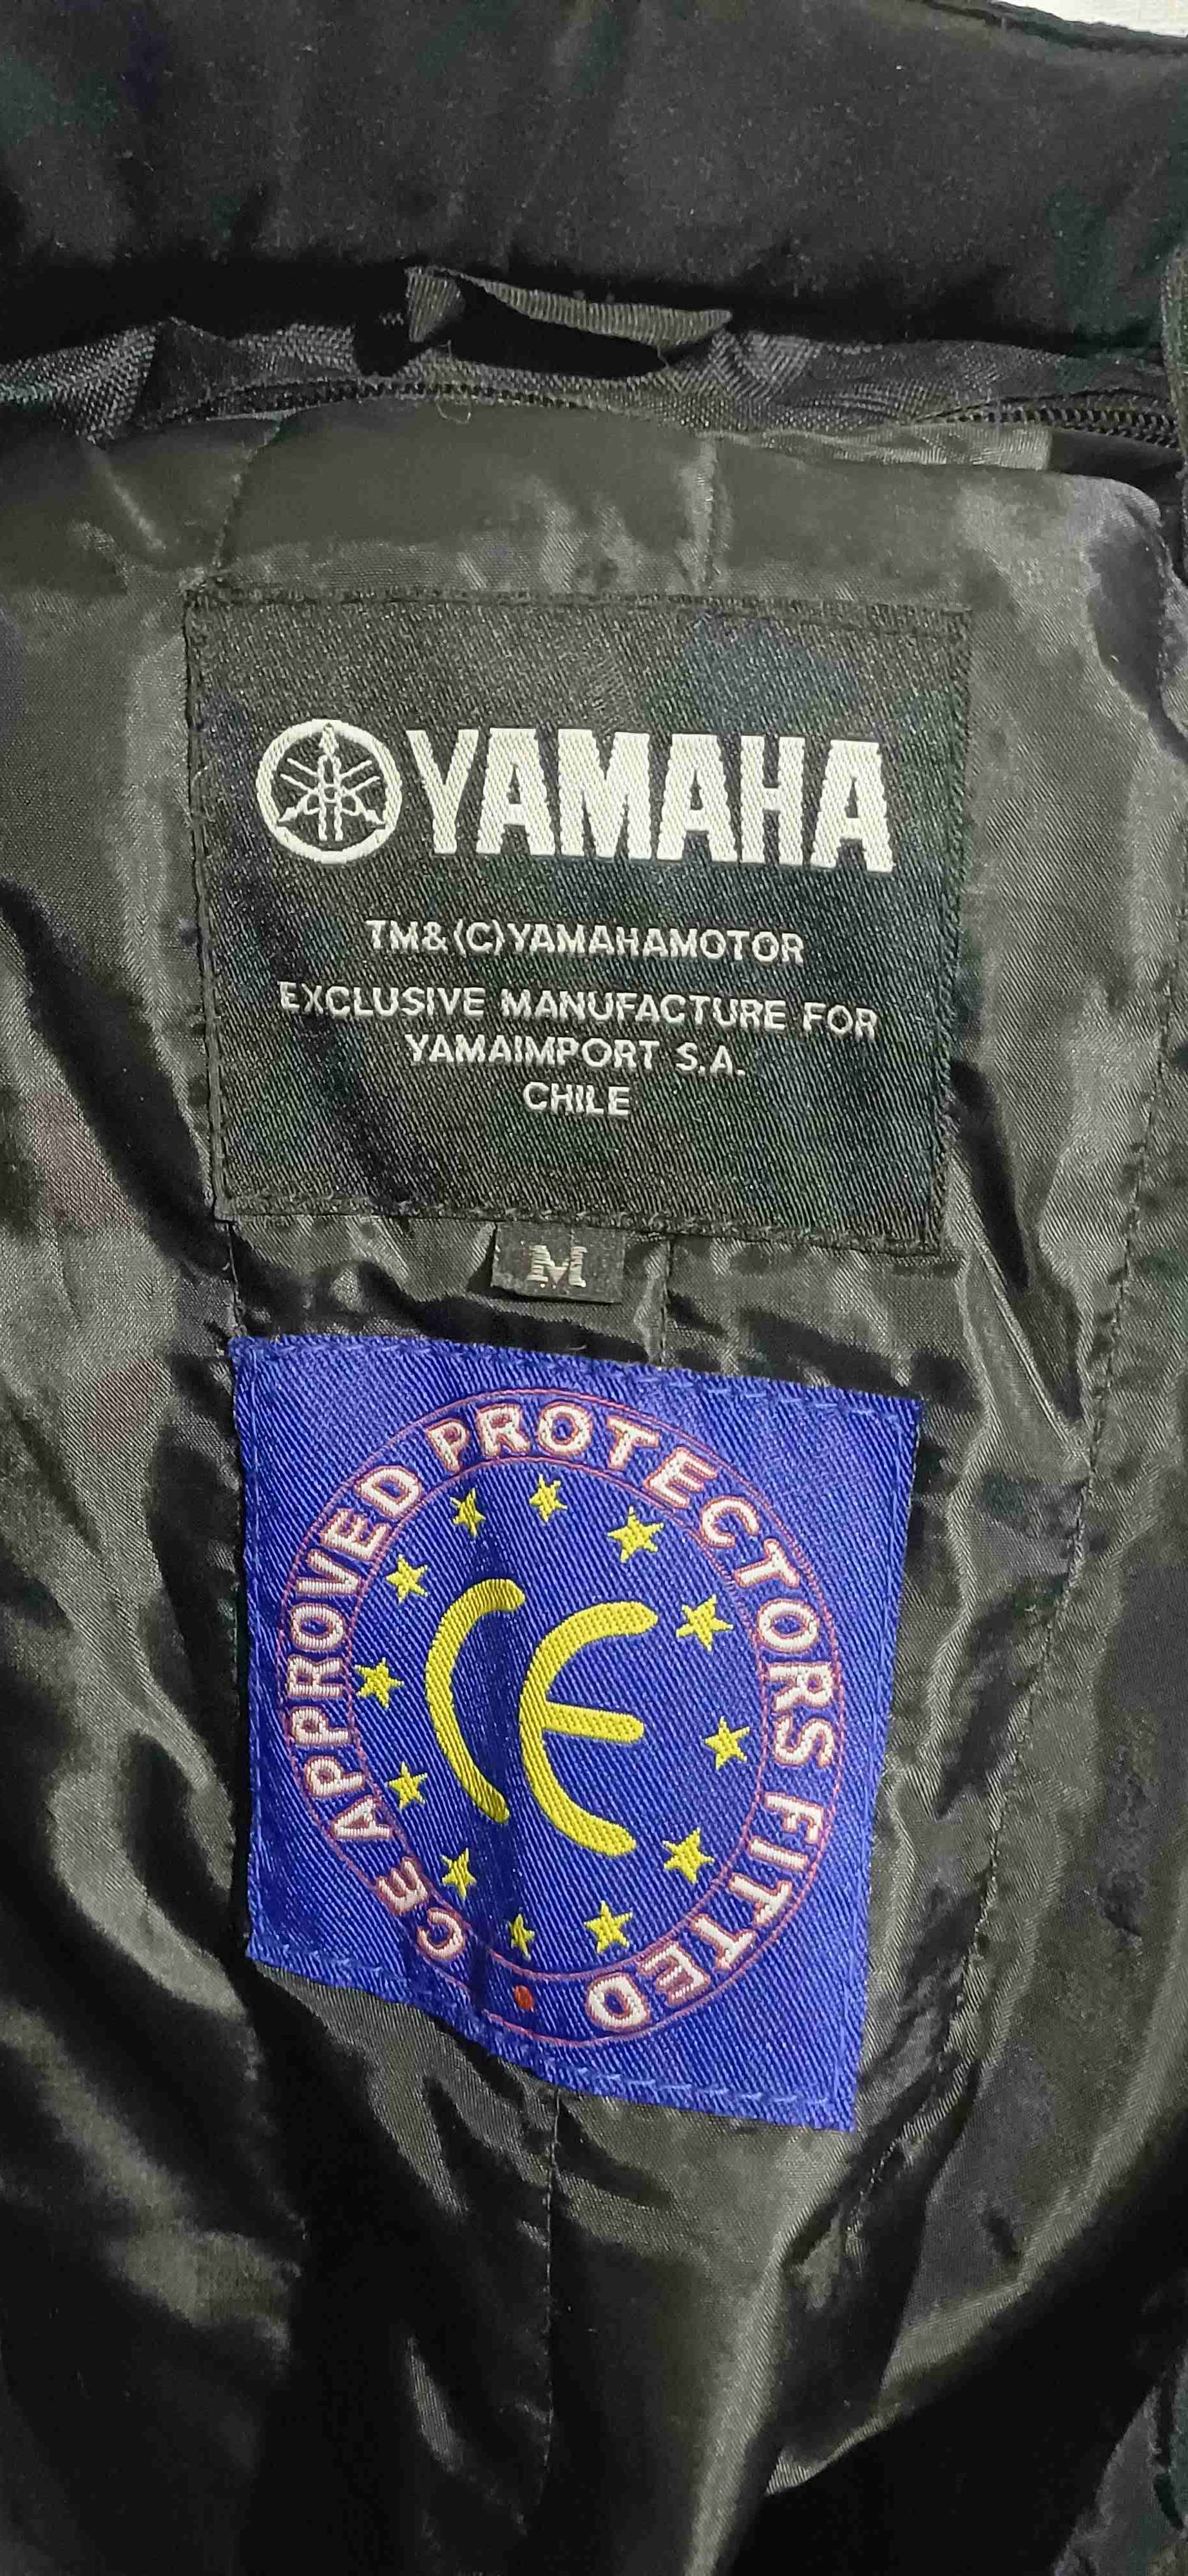 YAMAHA
TM&(C)YAMAHAMOTOR
EXCLUSIVE MANUFACTURE FOR
YAMAIMPORT S.A.
CHILE
M
CE APPROVED PROTECTORS FITTED
CE